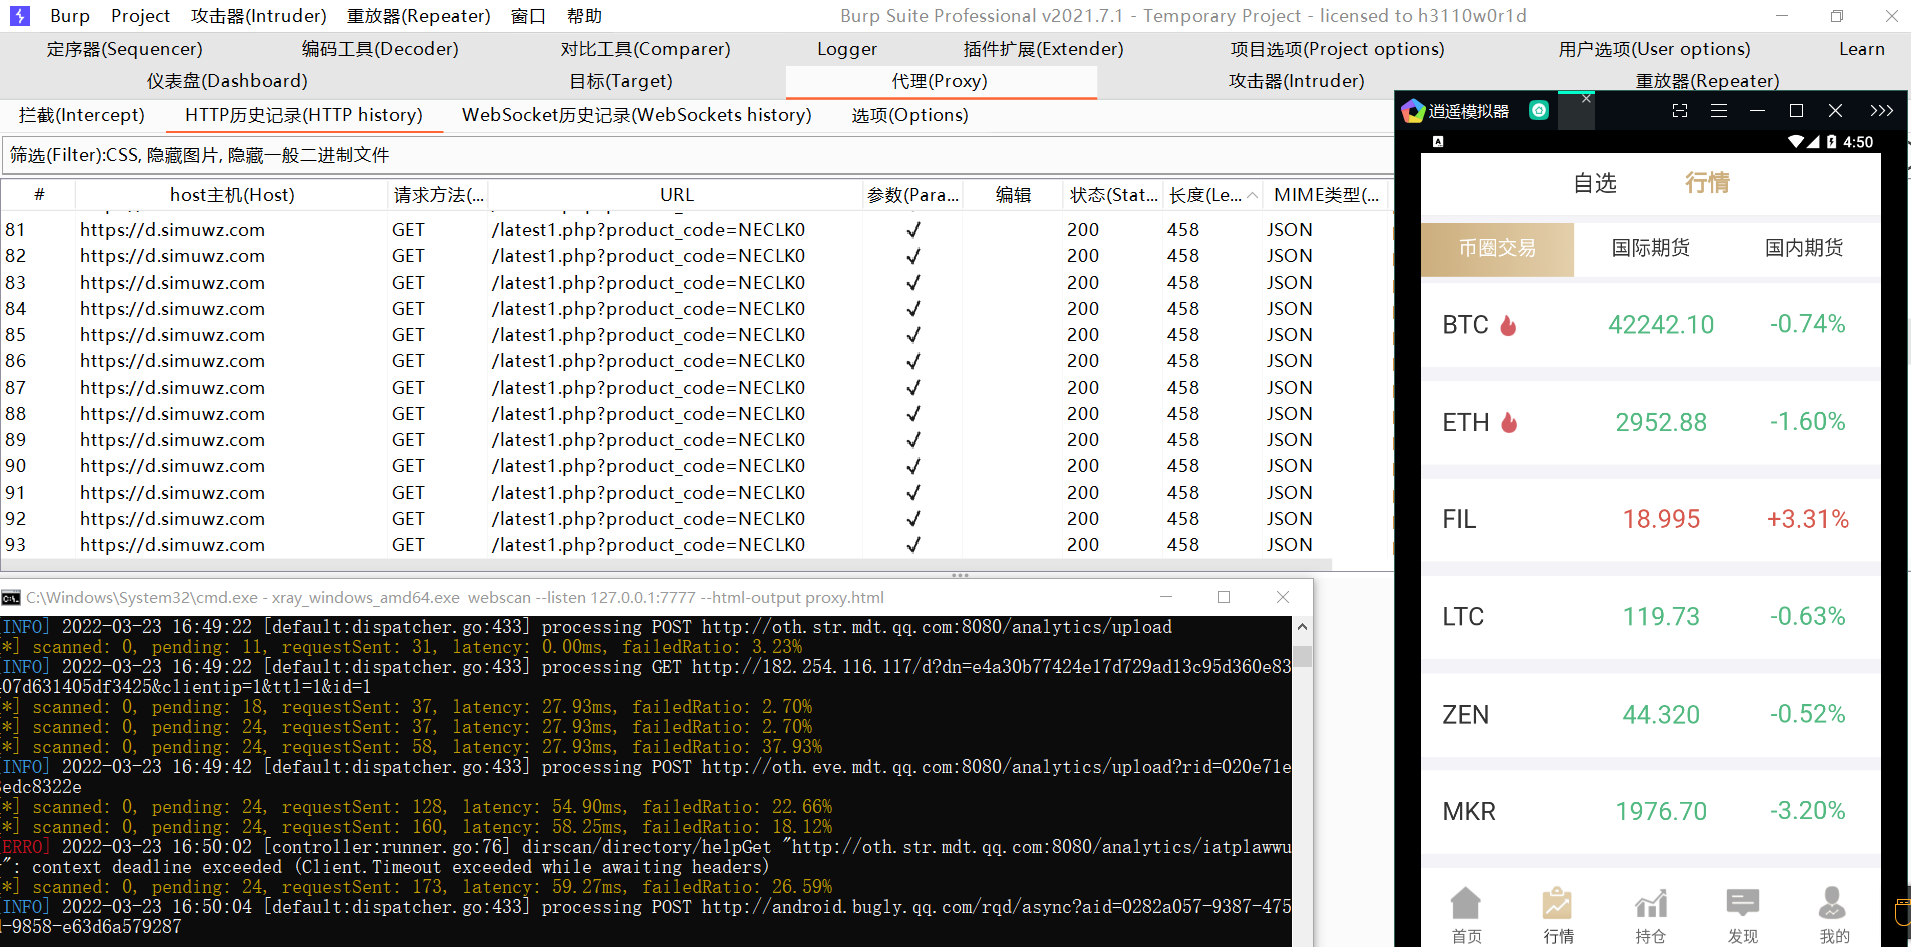 Burp Project 攻击器(Intruder) 重放器(Repeater) 窗口 帮助 Burp Suite Professional v2021.7.1 - Temporary Project - licensed to h3110w0r1d
定序器(Sequencer) 编码工具(Decoder) 对比工具(Comparer) Logger 插件扩展(Extender) 项目选项(Project options) 用户选项(User options) Learn
仪表盘(Dashboard) 目标(Target) 代理(Proxy) 攻击器(Intruder) 重放器(Repeater)
拦截(Intercept) HTTP历史记录(HTTP history) WebSocket历史记录(WebSockets history) 选项(Options)
筛选(Filter):CSS, 隐藏图片, 隐藏一般二进制文件
# host主机(Host) 请求方法(... URL 参数(Para... 编辑 状态(Stat... 长度(Le... MIME类型(...
81 https://d.simuwz.com GET /latest1.php?product_code=NECLK0 ✓ 200 458 JSON
82 https://d.simuwz.com GET /latest1.php?product_code=NECLK0 ✓ 200 458 JSON
83 https://d.simuwz.com GET /latest1.php?product_code=NECLK0 ✓ 200 458 JSON
84 https://d.simuwz.com GET /latest1.php?product_code=NECLK0 ✓ 200 458 JSON
85 https://d.simuwz.com GET /latest1.php?product_code=NECLK0 ✓ 200 458 JSON
86 https://d.simuwz.com GET /latest1.php?product_code=NECLK0 ✓ 200 458 JSON
87 https://d.simuwz.com GET /latest1.php?product_code=NECLK0 ✓ 200 458 JSON
88 https://d.simuwz.com GET /latest1.php?product_code=NECLK0 ✓ 200 458 JSON
89 https://d.simuwz.com GET /latest1.php?product_code=NECLK0 ✓ 200 458 JSON
90 https://d.simuwz.com GET /latest1.php?product_code=NECLK0 ✓ 200 458 JSON
91 https://d.simuwz.com GET /latest1.php?product_code=NECLK0 ✓ 200 458 JSON
92 https://d.simuwz.com GET /latest1.php?product_code=NECLK0 ✓ 200 458 JSON
93 https://d.simuwz.com GET /latest1.php?product_code=NECLK0 ✓ 200 458 JSON
C:\Windows\System32\cmd.exe - xray_windows_amd64.exe webscan --listen 127.0.0.1:7777 --html-output proxy.html
[INFO] 2022-03-23 16:49:22 [default:dispatcher.go:433] processing POST http://oth.str.mdt.qq.com:8080/analytics/upload
[*] scanned: 0, pending: 11, requestSent: 31, latency: 0.00ms, failedRatio: 3.23%
[INFO] 2022-03-23 16:49:22 [default:dispatcher.go:433] processing GET http://182.254.116.117/d?dn=e4a30b77424e17d729ad13c95d360e83
407d631405df3425&clientip=1&ttl=1&id=1
[*] scanned: 0, pending: 18, requestSent: 37, latency: 27.93ms, failedRatio: 2.70%
[*] scanned: 0, pending: 24, requestSent: 37, latency: 27.93ms, failedRatio: 2.70%
[*] scanned: 0, pending: 24, requestSent: 58, latency: 27.93ms, failedRatio: 37.93%
[INFO] 2022-03-23 16:49:42 [default:dispatcher.go:433] processing POST http://oth.eve.mdt.qq.com:8080/analytics/upload?rid=020e71e
edc8322e
[*] scanned: 0, pending: 24, requestSent: 128, latency: 54.90ms, failedRatio: 22.66%
[*] scanned: 0, pending: 24, requestSent: 160, latency: 58.25ms, failedRatio: 18.12%
[ERRO] 2022-03-23 16:50:02 [controller:runner.go:76] dirscan/directory/helpGet "http://oth.str.mdt.qq.com:8080/analytics/iatplawwu
": context deadline exceeded (Client.Timeout exceeded while awaiting headers)
[*] scanned: 0, pending: 24, requestSent: 173, latency: 59.27ms, failedRatio: 26.59%
[INFO] 2022-03-23 16:50:04 [default:dispatcher.go:433] processing POST http://android.bugly.qq.com/rqd/async?aid=0282a057-9387-475
-9858-e63d6a579287
逍遥模拟器
A 4:50
自选 行情
币圈交易 国际期货 国内期货
BTC 42242.10 -0.74%
ETH 2952.88 -1.60%
FIL 18.995 +3.31%
LTC 119.73 -0.63%
ZEN 44.320 -0.52%
MKR 1976.70 -3.20%
首页 行情 持仓 发现 我的